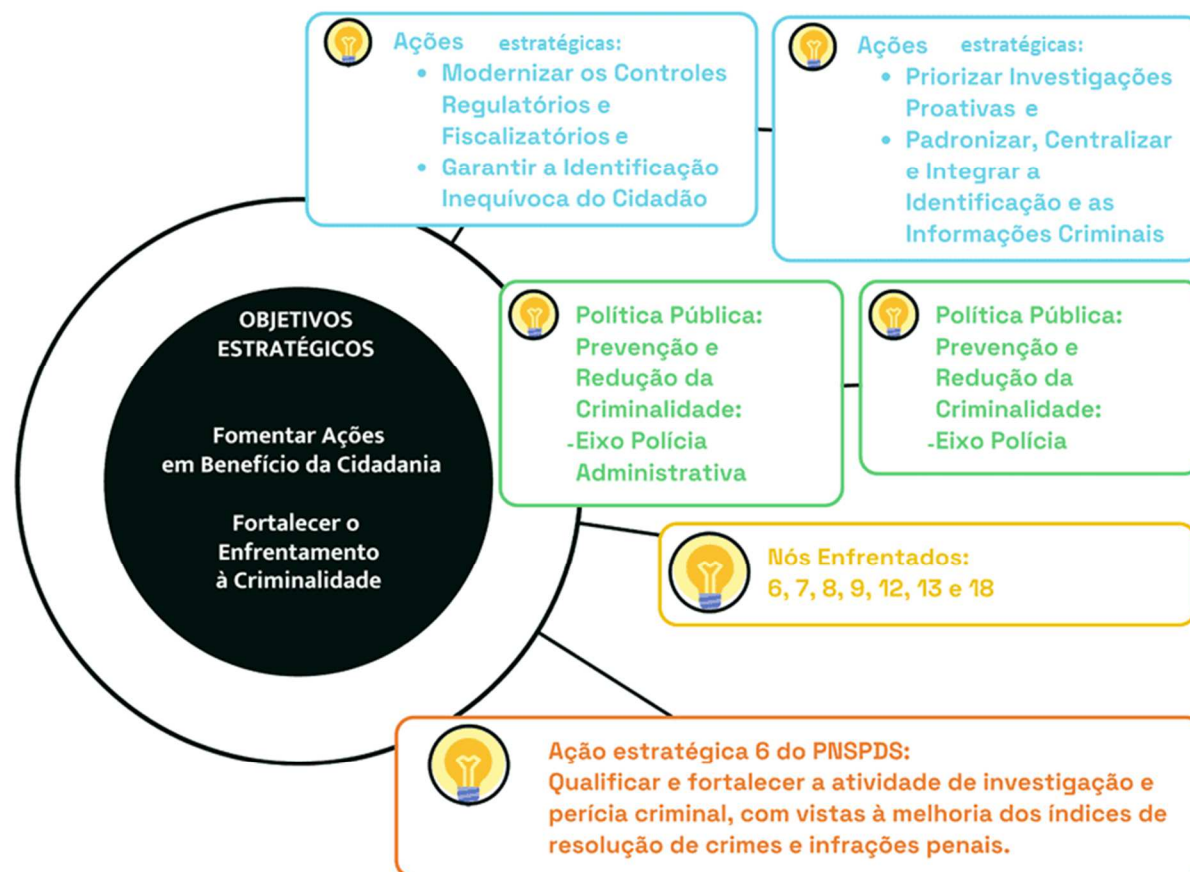 Ações estratégicas:
• Modernizar os Controles
Regulatórios e
Fiscalizatórios e
• Garantir a Identificação
Inequívoca do Cidadão
Ações estratégicas:
• Priorizar Investigações
Proativas e
• Padronizar, Centralizar
e Integrar a
Identificação e as
Informações Criminais
OBJETIVOS
ESTRATÉGICOS
Fomentar Ações
em Benefício da Cidadania
Fortalecer o
Enfrentamento
à Criminalidade
Política Pública:
Prevenção e
Redução da
Criminalidade:
-Eixo Polícia
Administrativa
Política Pública:
Prevenção e
Redução da
Criminalidade:
-Eixo Polícia
Nós Enfrentados:
6, 7, 8, 9, 12, 13 e 18
Ação estratégica 6 do PNSPDS:
Qualificar e fortalecer a atividade de investigação e
perícia criminal, com vistas à melhoria dos índices de
resolução de crimes e infrações penais.